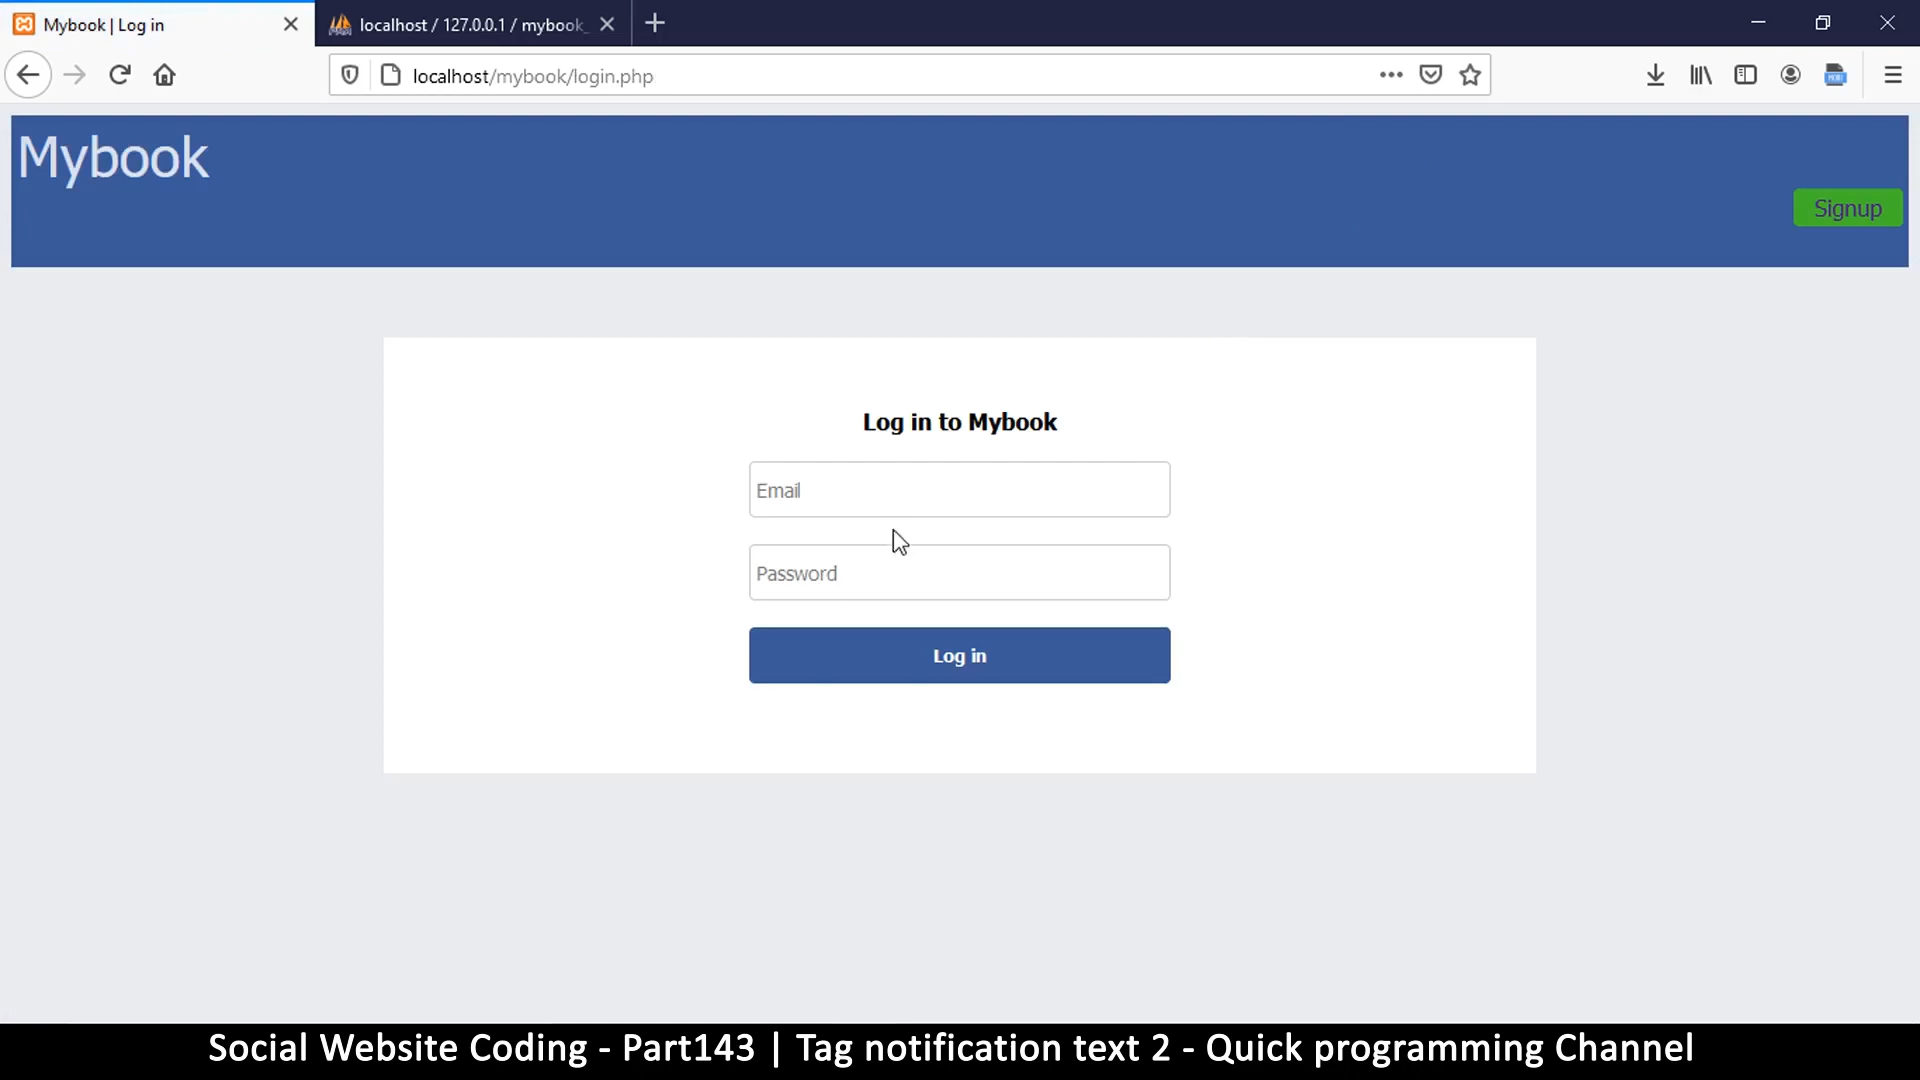 Mybook | Log in
localhost / 127.0.0.1 / mybook_
localhost/mybook/login.php
Mybook
Signup
Log in to Mybook
Email
Password
Log in
Social Website Coding - Part143 | Tag notification text 2 - Quick programming Channel